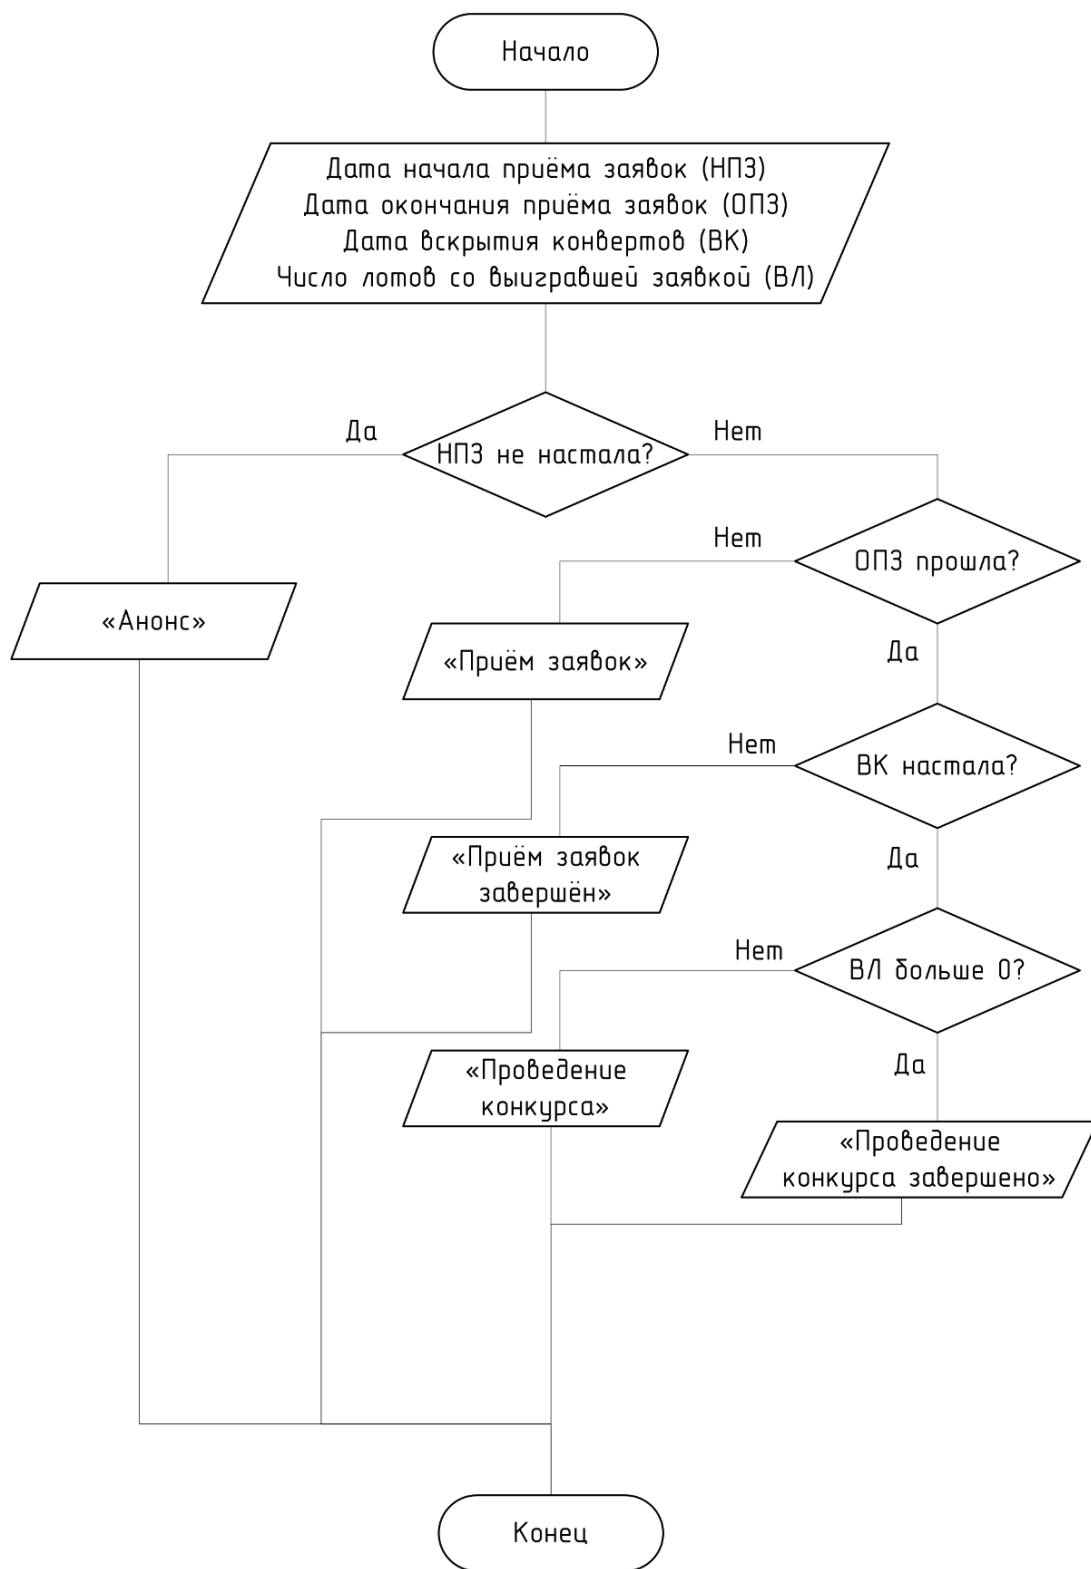 Начало
Дата начала приёма заявок (НПЗ)
Дата окончания приёма заявок (ОПЗ)
Дата вскрытия конвертов (ВК)
Число лотов со выигравшей заявкой (ВЛ)
Да
Нет
НПЗ не настала?
Нет
ОПЗ прошла?
«Анонс»
Да
«Приём заявок»
Нет
ВК настала?
«Приём заявок
завершён»
Да
Нет
ВЛ больше 0?
Да
«Проведение
конкурса»
«Проведение
конкурса завершено»
Конец